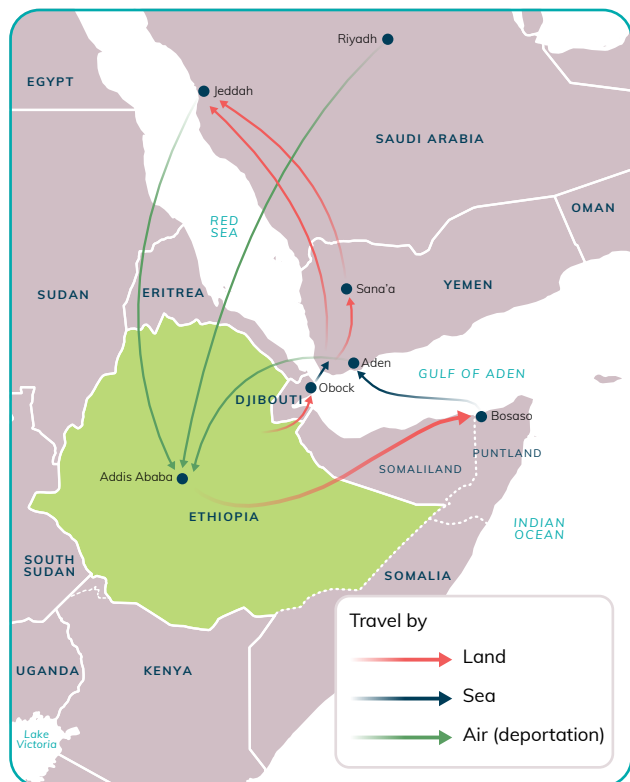 Riyadh
EGYPT
Jeddah
SAUDI ARABIA
OMAN
RED
SEA
SUDAN
ERITREA
Sana'a
YEMEN
Aden
GULF OF ADEN
Obock
DJIBOUTI
Bosaso
PUNTLAND
SOMALILAND
Addis Ababa
ETHIOPIA
INDIAN
OCEAN
SOUTH
SUDAN
SOMALIA
UGANDA
KENYA
Lake
Victoria
Travel by
Land
Sea
Air (deportation)